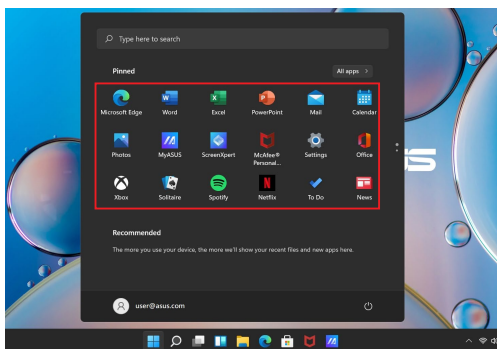 Type here to search
Pinned
All apps >
Microsoft Edge
Word
Excel
PowerPoint
Mail
Calendar
Photos
MyASUS
ScreenXpert
McAfee®
Personal...
Settings
Office
Xbox
Solitaire
Spotify
Netflix
To Do
News
Recommended
The more you use your device, the more we'll show your recent files and new apps here.
user@asus.com